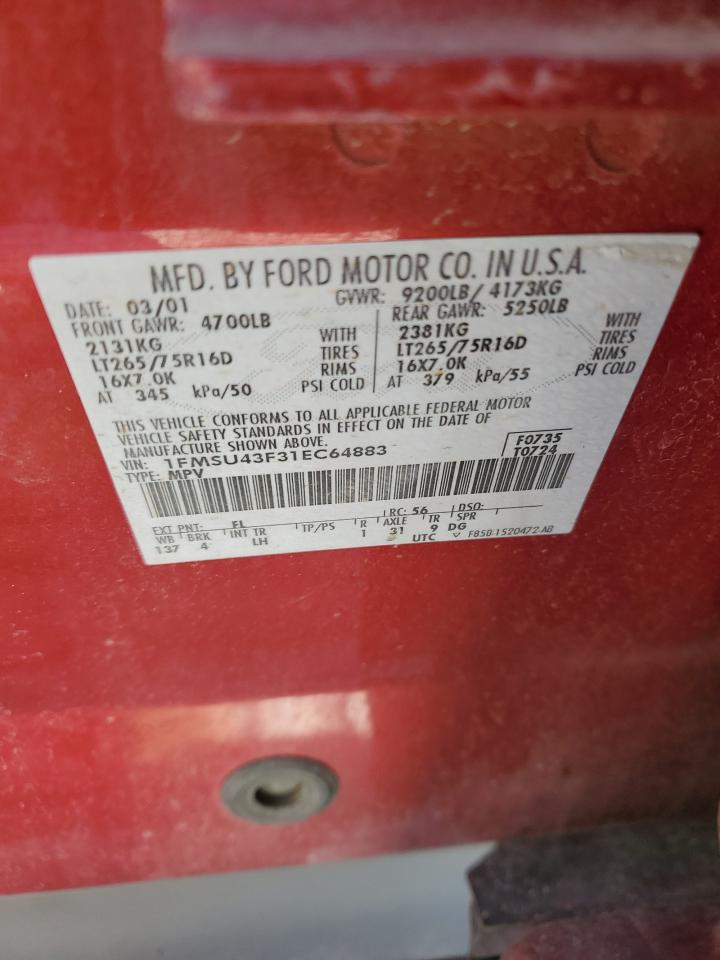 MFD. BY FORD MOTOR CO. IN U.S.A.
DATE: 03/01 GVWR: 9200LB/ 4173KG
FRONT GAWR: 4700LB REAR GAWR: 5250LB
2131KG WITH 2381KG WITH
LT265/75R16D TIRES LT265/75R16D TIRES
16X7.0K RIMS 16X7.0K RIMS
AT 345 kPa/50 PSI COLD AT 379 kPa/55 PSI COLD
THIS VEHICLE CONFORMS TO ALL APPLICABLE FEDERAL MOTOR
VEHICLE SAFETY STANDARDS IN EFFECT ON THE DATE OF
MANUFACTURE SHOWN ABOVE.
VIN: 1FMSU43F31EC64883 F0735
TYPE: MPV T0724
EXT PNT: FL RC: 56 DSO:
WB BRK INT TR TP/PS R AXLE TR SPR
137 4 LH 1 31 9 DG
UTC F85B-1520472-AB